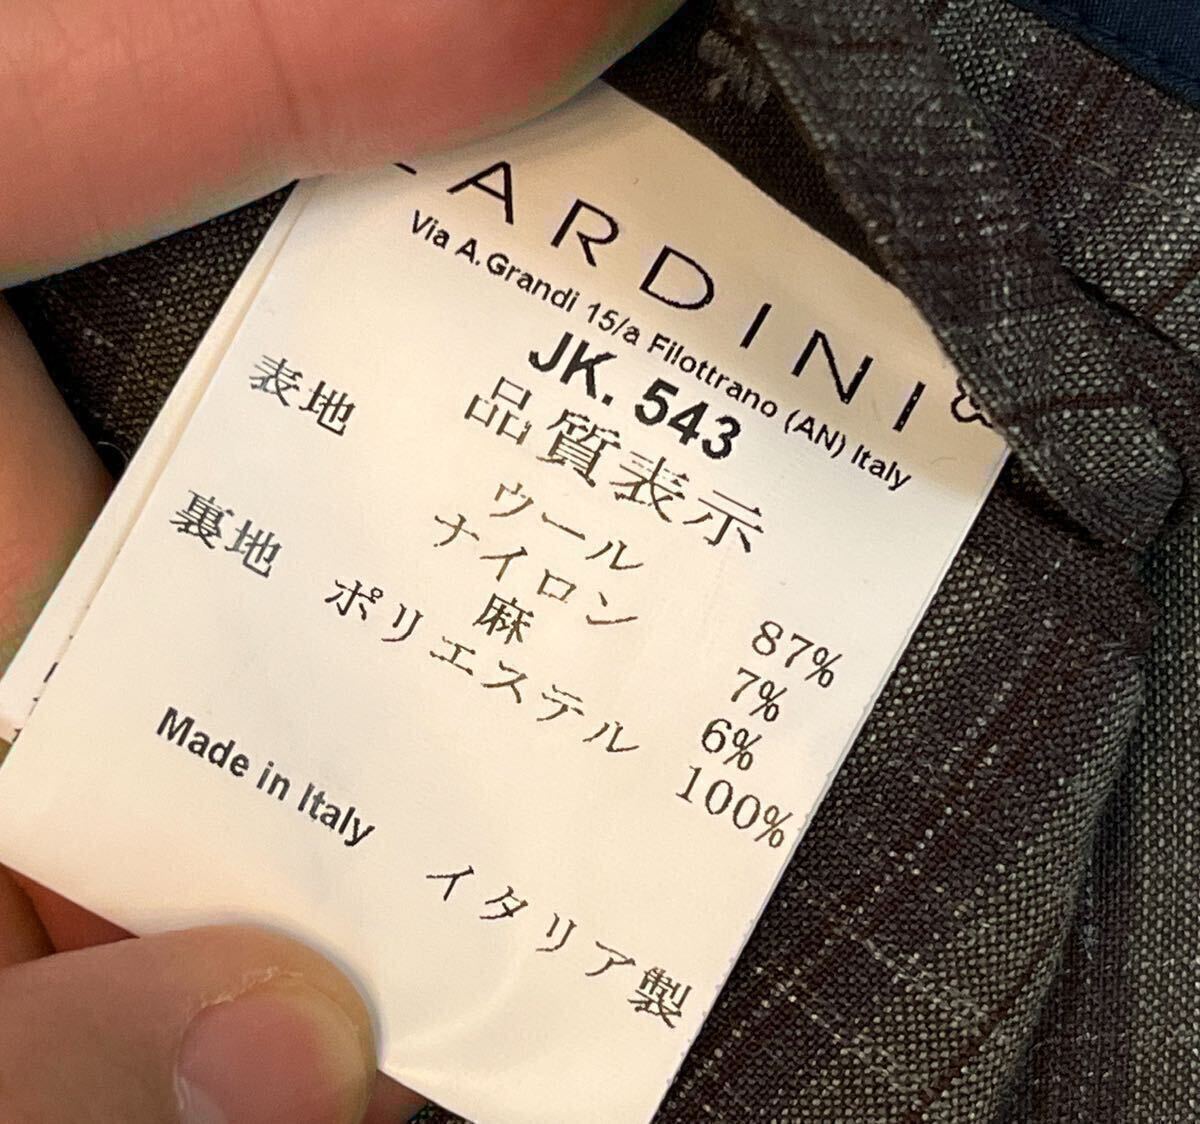 LARDINI
Via A. Grandi 15/a Filottrano (AN) Italy
JK. 543
品質表示
表地 ウール 87%
ナイロン 7%
麻 6%
裏地 ポリエステル 100%
Made in Italy イタリア製